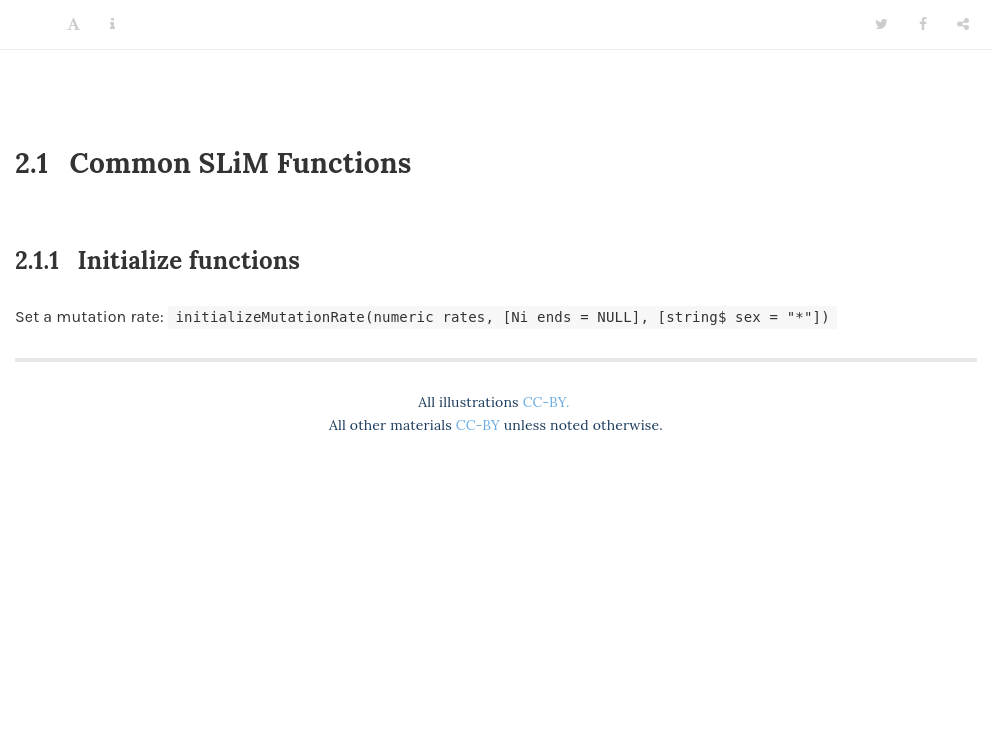 2.1 Common SLiM Functions
2.1.1 Initialize functions
Set a mutation rate: initializeMutationRate(numeric rates, [Ni ends = NULL], [string$ sex = "*"])
All illustrations CC-BY.
All other materials CC-BY unless noted otherwise.